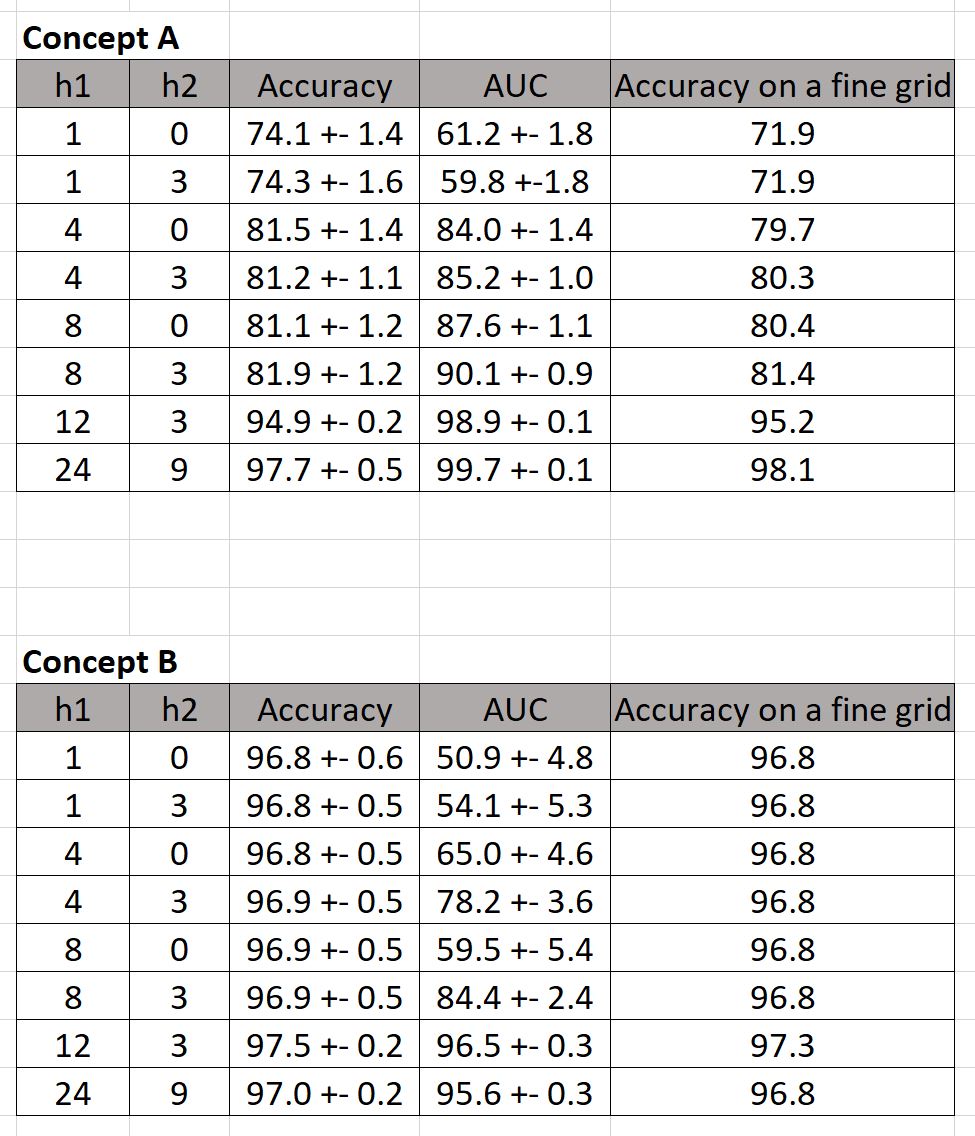 Concept A
h1 h2 Accuracy AUC Accuracy on a fine grid
1 0 74.1 +- 1.4 61.2 +- 1.8 71.9
1 3 74.3 +- 1.6 59.8 +-1.8 71.9
4 0 81.5 +- 1.4 84.0 +- 1.4 79.7
4 3 81.2 +- 1.1 85.2 +- 1.0 80.3
8 0 81.1 +- 1.2 87.6 +- 1.1 80.4
8 3 81.9 +- 1.2 90.1 +- 0.9 81.4
12 3 94.9 +- 0.2 98.9 +- 0.1 95.2
24 9 97.7 +- 0.5 99.7 +- 0.1 98.1
Concept B
h1 h2 Accuracy AUC Accuracy on a fine grid
1 0 96.8 +- 0.6 50.9 +- 4.8 96.8
1 3 96.8 +- 0.5 54.1 +- 5.3 96.8
4 0 96.8 +- 0.5 65.0 +- 4.6 96.8
4 3 96.9 +- 0.5 78.2 +- 3.6 96.8
8 0 96.9 +- 0.5 59.5 +- 5.4 96.8
8 3 96.9 +- 0.5 84.4 +- 2.4 96.8
12 3 97.5 +- 0.2 96.5 +- 0.3 97.3
24 9 97.0 +- 0.2 95.6 +- 0.3 96.8